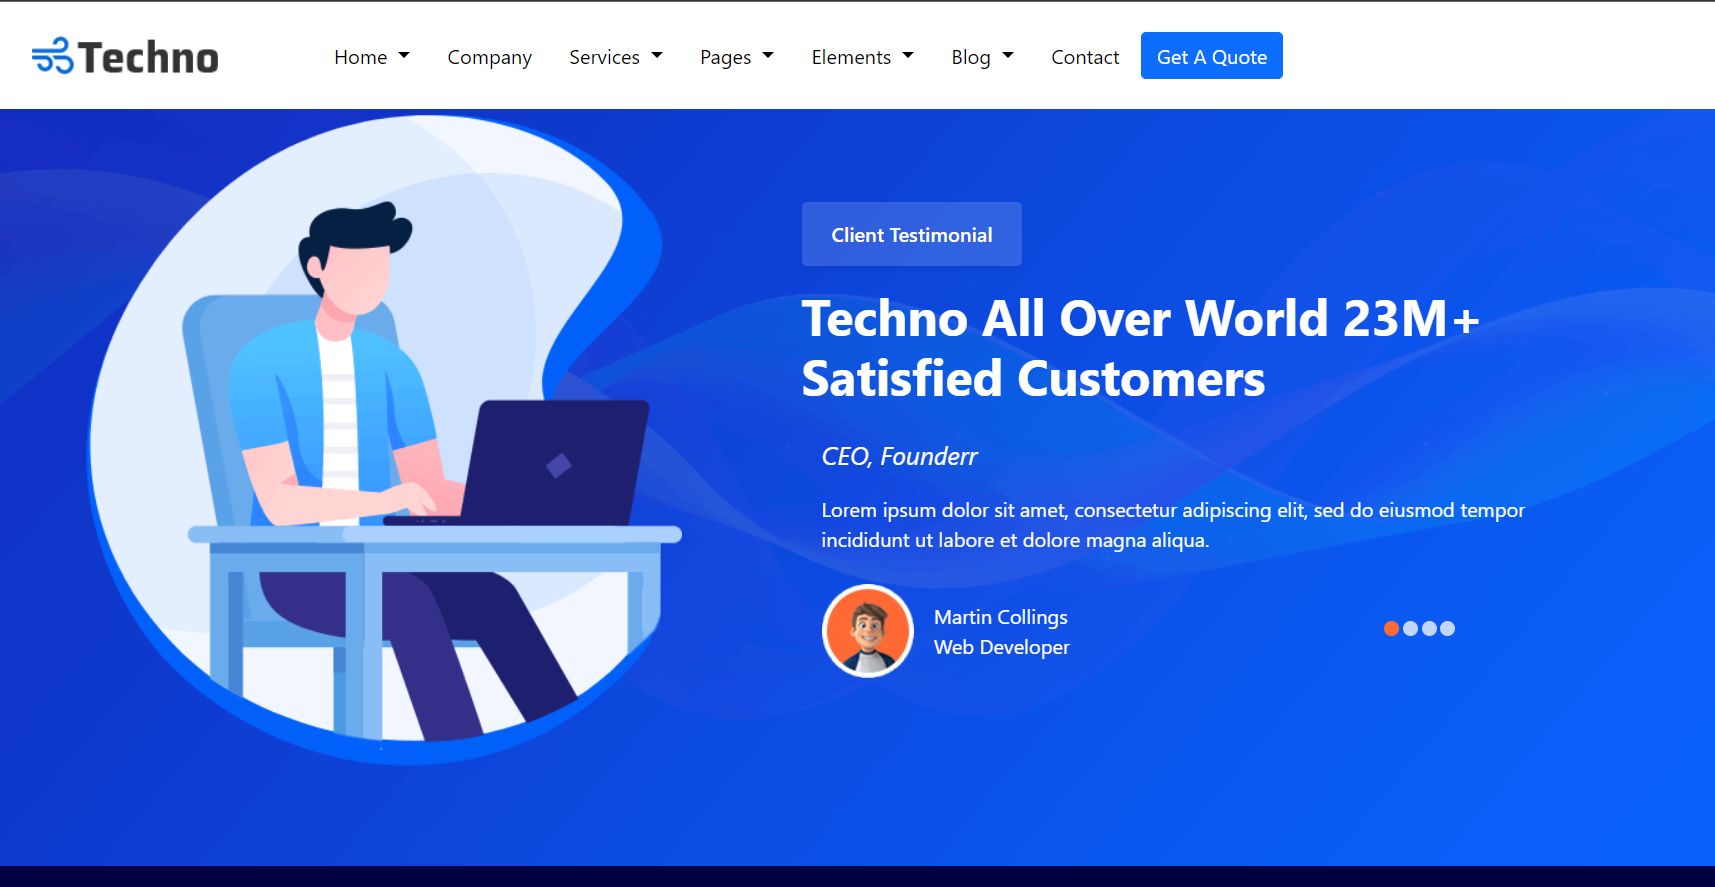 Techno
Home
Company
Services
Pages
Elements
Blog
Contact
Get A Quote
Client Testimonial
Techno All Over World 23M+
Satisfied Customers
CEO, Founderr
Lorem ipsum dolor sit amet, consectetur adipiscing elit, sed do eiusmod tempor
incididunt ut labore et dolore magna aliqua.
Martin Collings
Web Developer